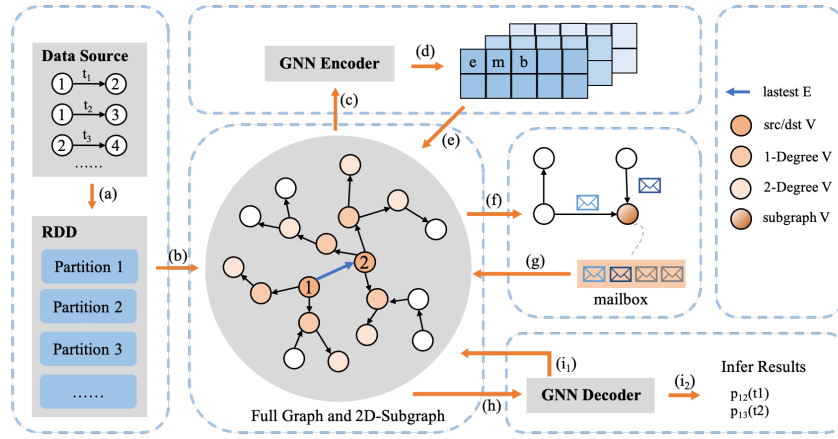 Data Source
1 t₁ 2
1 t₂ 3
2 t₃ 4
......
(a)
RDD
Partition 1
Partition 2
Partition 3
......
(b)
GNN Encoder
(c)
(d)
e m b
(e)
1
2
Full Graph and 2D-Subgraph
(f)
(g)
mailbox
(h)
(i₁)
GNN Decoder
(i₂)
Infer Results
p₁₂(t1)
p₁₃(t2)
lastest E
src/dst V
1-Degree V
2-Degree V
subgraph V